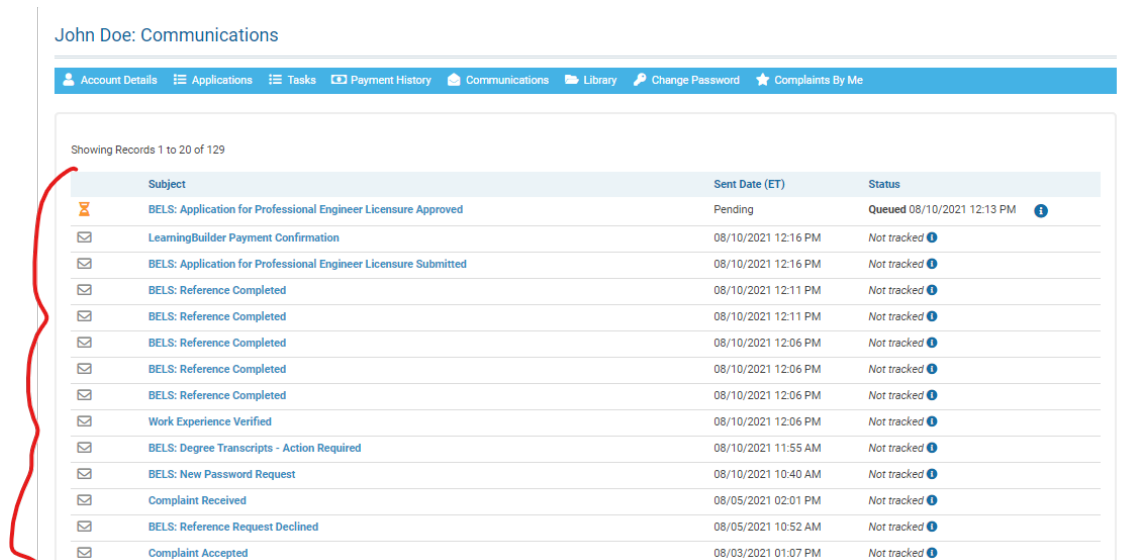 John Doe: Communications
Account Details Applications Tasks Payment History Communications Library Change Password Complaints By Me
Showing Records 1 to 20 of 129
Subject Sent Date (ET) Status
BELS: Application for Professional Engineer Licensure Approved Pending Queued 08/10/2021 12:13 PM
LearningBuilder Payment Confirmation 08/10/2021 12:16 PM Not tracked
BELS: Application for Professional Engineer Licensure Submitted 08/10/2021 12:16 PM Not tracked
BELS: Reference Completed 08/10/2021 12:11 PM Not tracked
BELS: Reference Completed 08/10/2021 12:11 PM Not tracked
BELS: Reference Completed 08/10/2021 12:06 PM Not tracked
BELS: Reference Completed 08/10/2021 12:06 PM Not tracked
BELS: Reference Completed 08/10/2021 12:06 PM Not tracked
Work Experience Verified 08/10/2021 12:06 PM Not tracked
BELS: Degree Transcripts - Action Required 08/10/2021 11:55 AM Not tracked
BELS: New Password Request 08/10/2021 10:40 AM Not tracked
Complaint Received 08/05/2021 02:01 PM Not tracked
BELS: Reference Request Declined 08/05/2021 10:52 AM Not tracked
Complaint Accepted 08/03/2021 01:07 PM Not tracked